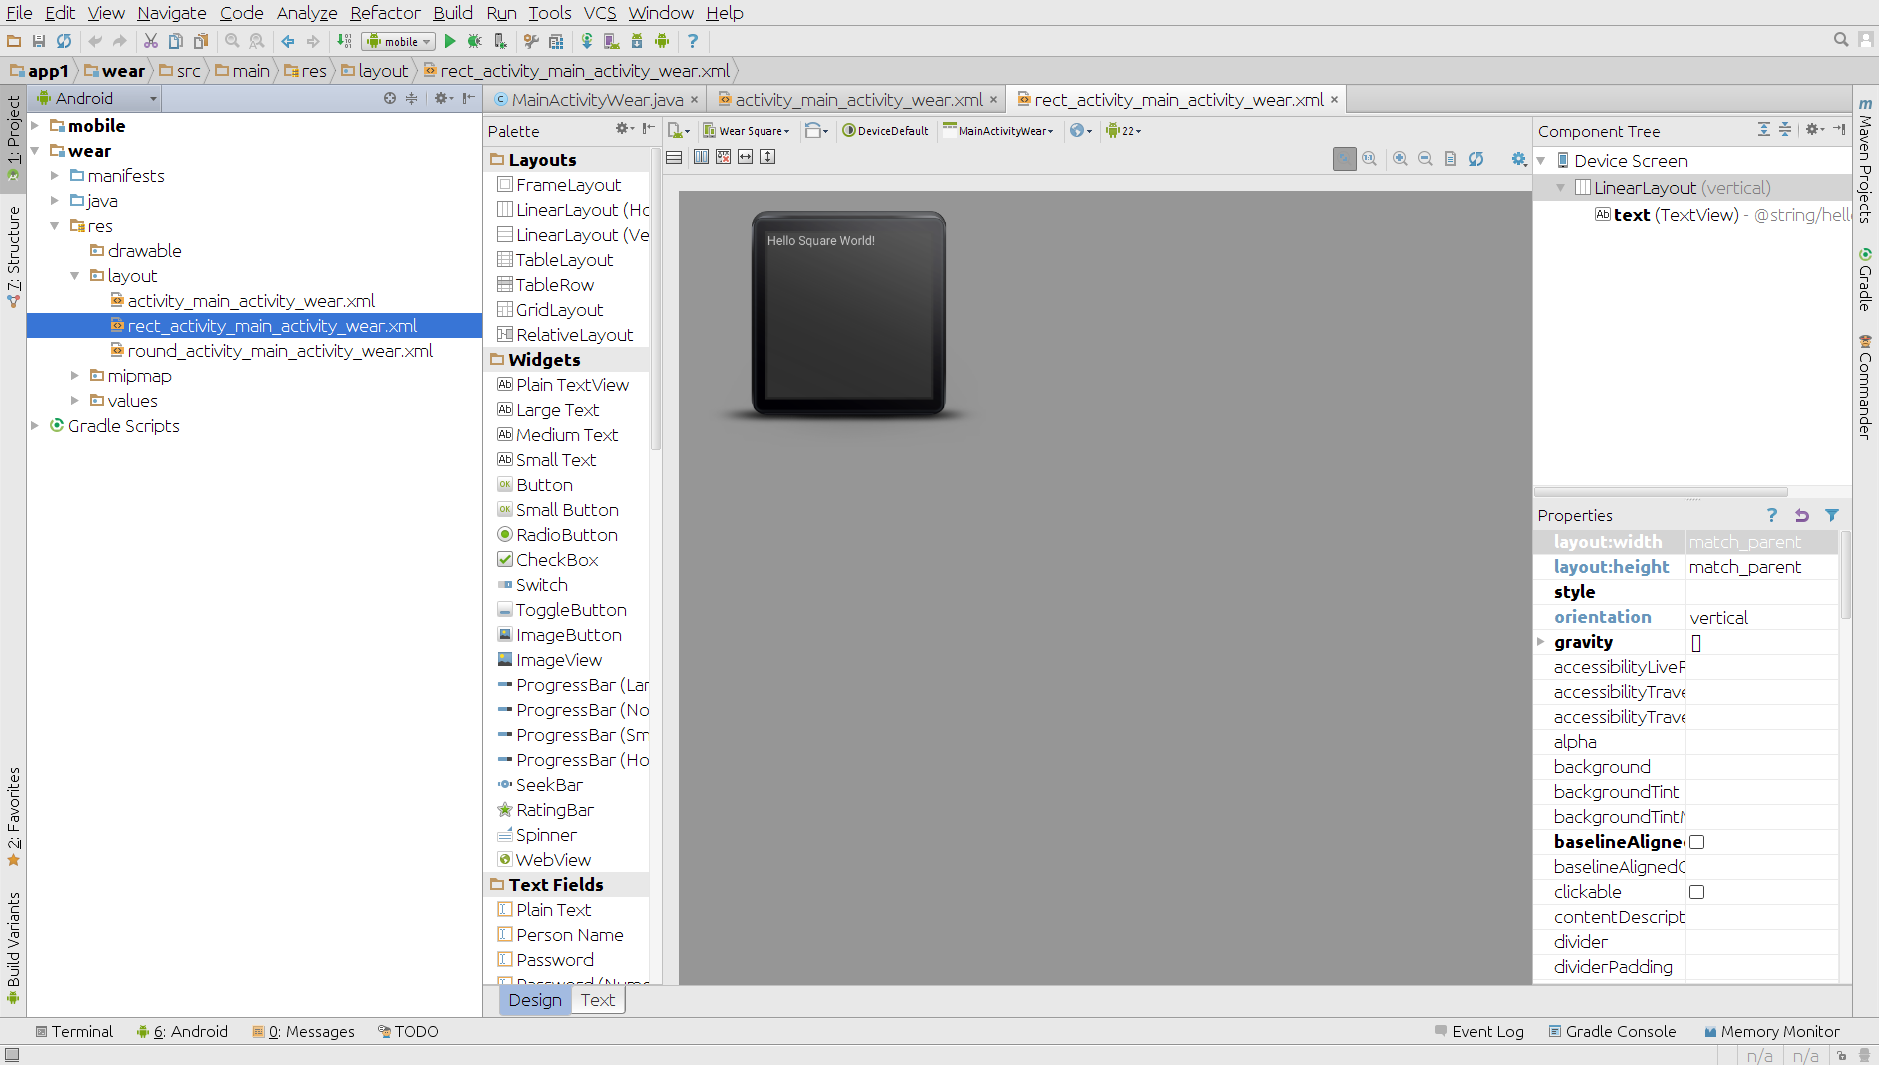 File Edit View Navigate Code Analyze Refactor Build Run Tools VCS Window Help
mobile
app1 wear src main res layout rect_activity_main_activity_wear.xml
1: Project
7: Structure
2: Favorites
Build Variants
Android
mobile
wear
manifests
java
res
drawable
layout
activity_main_activity_wear.xml
rect_activity_main_activity_wear.xml
round_activity_main_activity_wear.xml
mipmap
values
Gradle Scripts
MainActivityWear.java activity_main_activity_wear.xml rect_activity_main_activity_wear.xml
Palette
Layouts
FrameLayout
LinearLayout (Ho
LinearLayout (Ve
TableLayout
TableRow
GridLayout
RelativeLayout
Widgets
Plain TextView
Large Text
Medium Text
Small Text
Button
Small Button
RadioButton
CheckBox
Switch
ToggleButton
ImageButton
ImageView
ProgressBar (Lar
ProgressBar (No
ProgressBar (Sm
ProgressBar (Ho
SeekBar
RatingBar
Spinner
WebView
Text Fields
Plain Text
Person Name
Password
Password (Nume
Design Text
Wear Square DeviceDefault MainActivityWear 22
Hello Square World!
Component Tree
Device Screen
LinearLayout (vertical)
text (TextView) - @string/hell
Properties
layout:width match_parent
layout:height match_parent
style
orientation vertical
gravity []
accessibilityLiveR
accessibilityTrave
accessibilityTrave
alpha
background
backgroundTint
backgroundTintM
baselineAligned
baselineAlignedC
clickable
contentDescript
divider
dividerPadding
Maven Projects
Gradle
Commander
Terminal 6: Android 0: Messages TODO Event Log Gradle Console Memory Monitor
n/a n/a